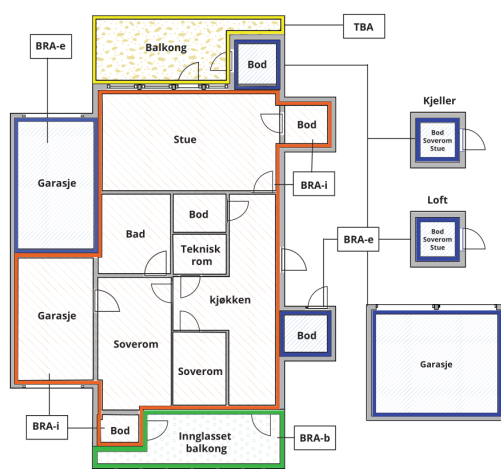 TBA
BRA-e
Balkong
Bod
Kjeller
Stue
Bod
Bod
Soverom
Stue
Garasje
BRA-i
Loft
Bad
Bod
Bod
Soverom
Stue
Teknisk
rom
BRA-e
kjøkken
Garasje
Soverom
Bod
Soverom
Garasje
BRA-i
Bod
Innglasset
balkong
BRA-b